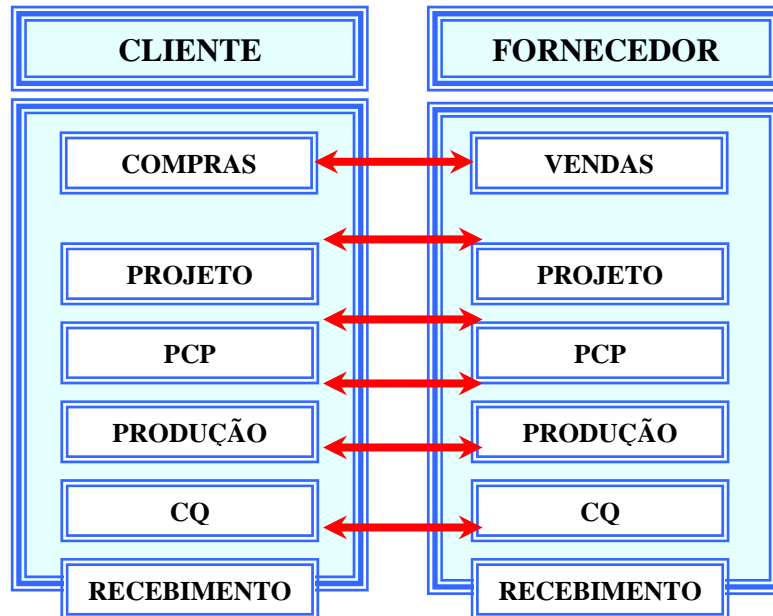 CLIENTE
FORNECEDOR
COMPRAS
VENDAS
PROJETO
PROJETO
PCP
PCP
PRODUÇÃO
PRODUÇÃO
CQ
CQ
RECEBIMENTO
RECEBIMENTO